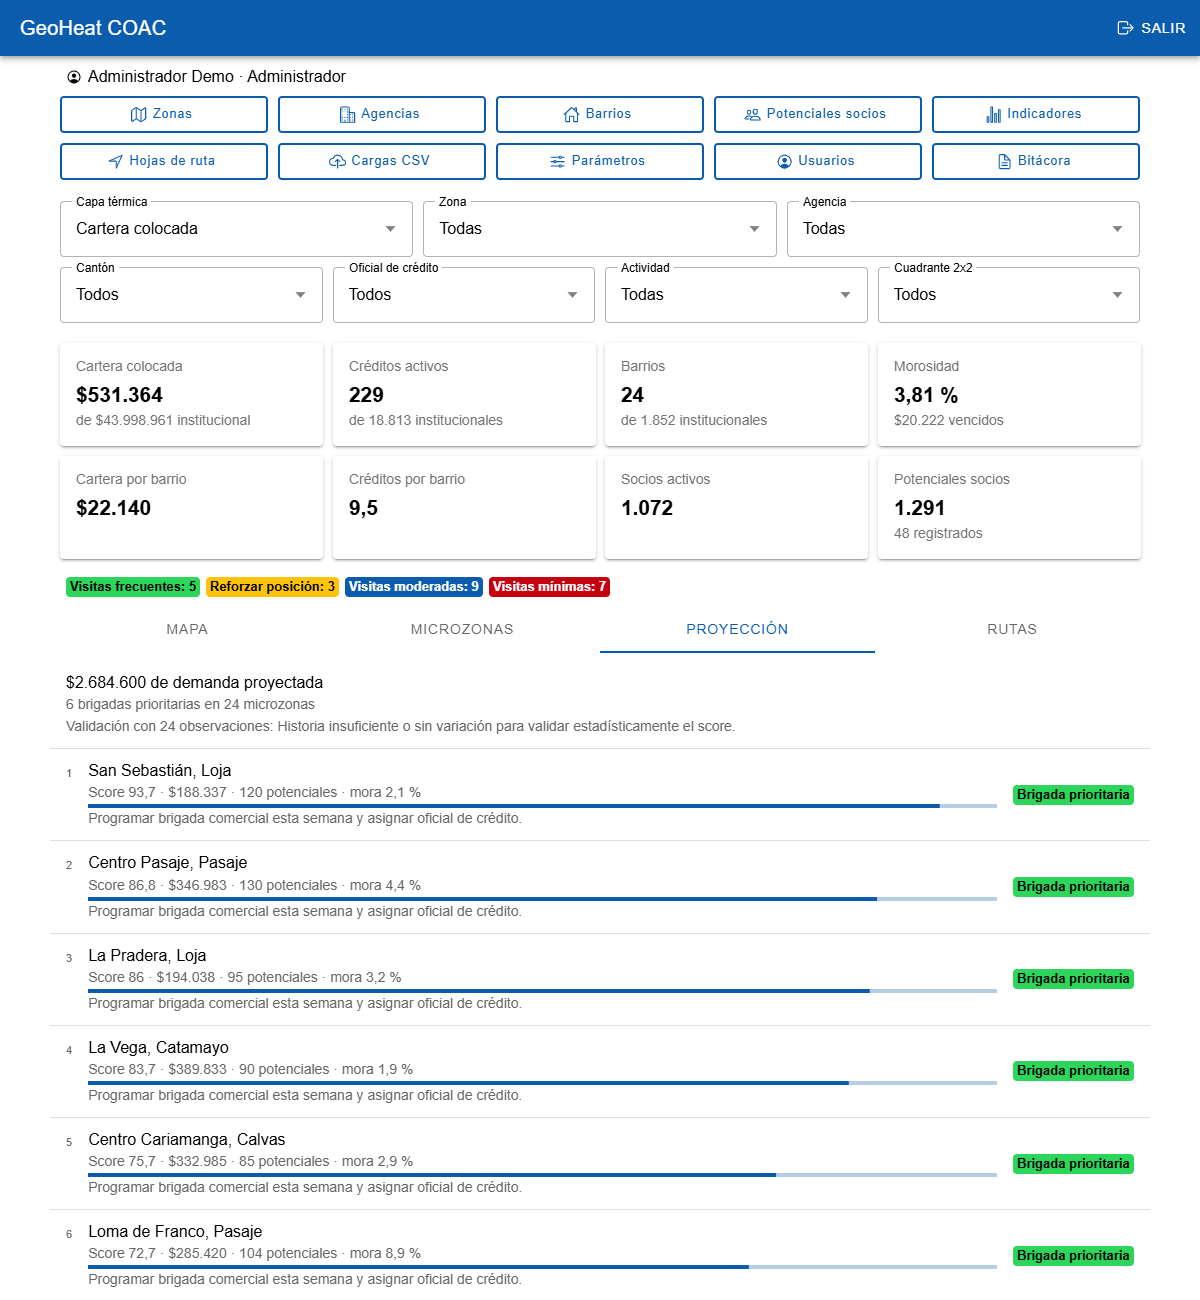 GeoHeat COAC
SALIR
Administrador Demo · Administrador
Zonas
Agencias
Barrios
Potenciales socios
Indicadores
Hojas de ruta
Cargas CSV
Parámetros
Usuarios
Bitácora
Capa térmica
Cartera colocada
Zona
Todas
Agencia
Todas
Cantón
Todos
Oficial de crédito
Todos
Actividad
Todas
Cuadrante 2x2
Todos
Cartera colocada
$531.364
de $43.998.961 institucional
Créditos activos
229
de 18.813 institucionales
Barrios
24
de 1.852 institucionales
Morosidad
3,81 %
$20.222 vencidos
Cartera por barrio
$22.140
Créditos por barrio
9,5
Socios activos
1.072
Potenciales socios
1.291
48 registrados
Visitas frecuentes: 5
Reforzar posición: 3
Visitas moderadas: 9
Visitas mínimas: 7
MAPA
MICROZONAS
PROYECCIÓN
RUTAS
$2.684.600 de demanda proyectada
6 brigadas prioritarias en 24 microzonas
Validación con 24 observaciones: Historia insuficiente o sin variación para validar estadísticamente el score.
1
San Sebastián, Loja
Score 93,7 · $188.337 · 120 potenciales · mora 2,1 %
Programar brigada comercial esta semana y asignar oficial de crédito.
Brigada prioritaria
2
Centro Pasaje, Pasaje
Score 86,8 · $346.983 · 130 potenciales · mora 4,4 %
Programar brigada comercial esta semana y asignar oficial de crédito.
Brigada prioritaria
3
La Pradera, Loja
Score 86 · $194.038 · 95 potenciales · mora 3,2 %
Programar brigada comercial esta semana y asignar oficial de crédito.
Brigada prioritaria
4
La Vega, Catamayo
Score 83,7 · $389.833 · 90 potenciales · mora 1,9 %
Programar brigada comercial esta semana y asignar oficial de crédito.
Brigada prioritaria
5
Centro Cariamanga, Calvas
Score 75,7 · $332.985 · 85 potenciales · mora 2,9 %
Programar brigada comercial esta semana y asignar oficial de crédito.
Brigada prioritaria
6
Loma de Franco, Pasaje
Score 72,7 · $285.420 · 104 potenciales · mora 8,9 %
Programar brigada comercial esta semana y asignar oficial de crédito.
Brigada prioritaria